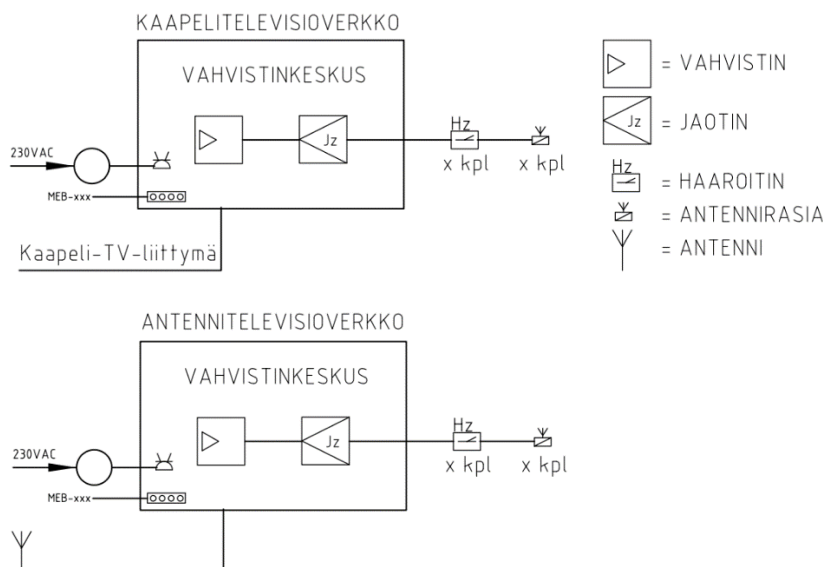 KAAPELITELEVISIOVERKKO
VAHVISTINKESKUS
Jz
Hz
x kpl
x kpl
230VAC
MEB-xxx
Kaapeli-TV-liittymä
= VAHVISTIN
Jz = JAOTIN
Hz
= HAAROITIN
= ANTENNIRASIA
= ANTENNI
ANTENNITELEVISIOVERKKO
VAHVISTINKESKUS
Jz
Hz
x kpl
x kpl
230VAC
MEB-xxx